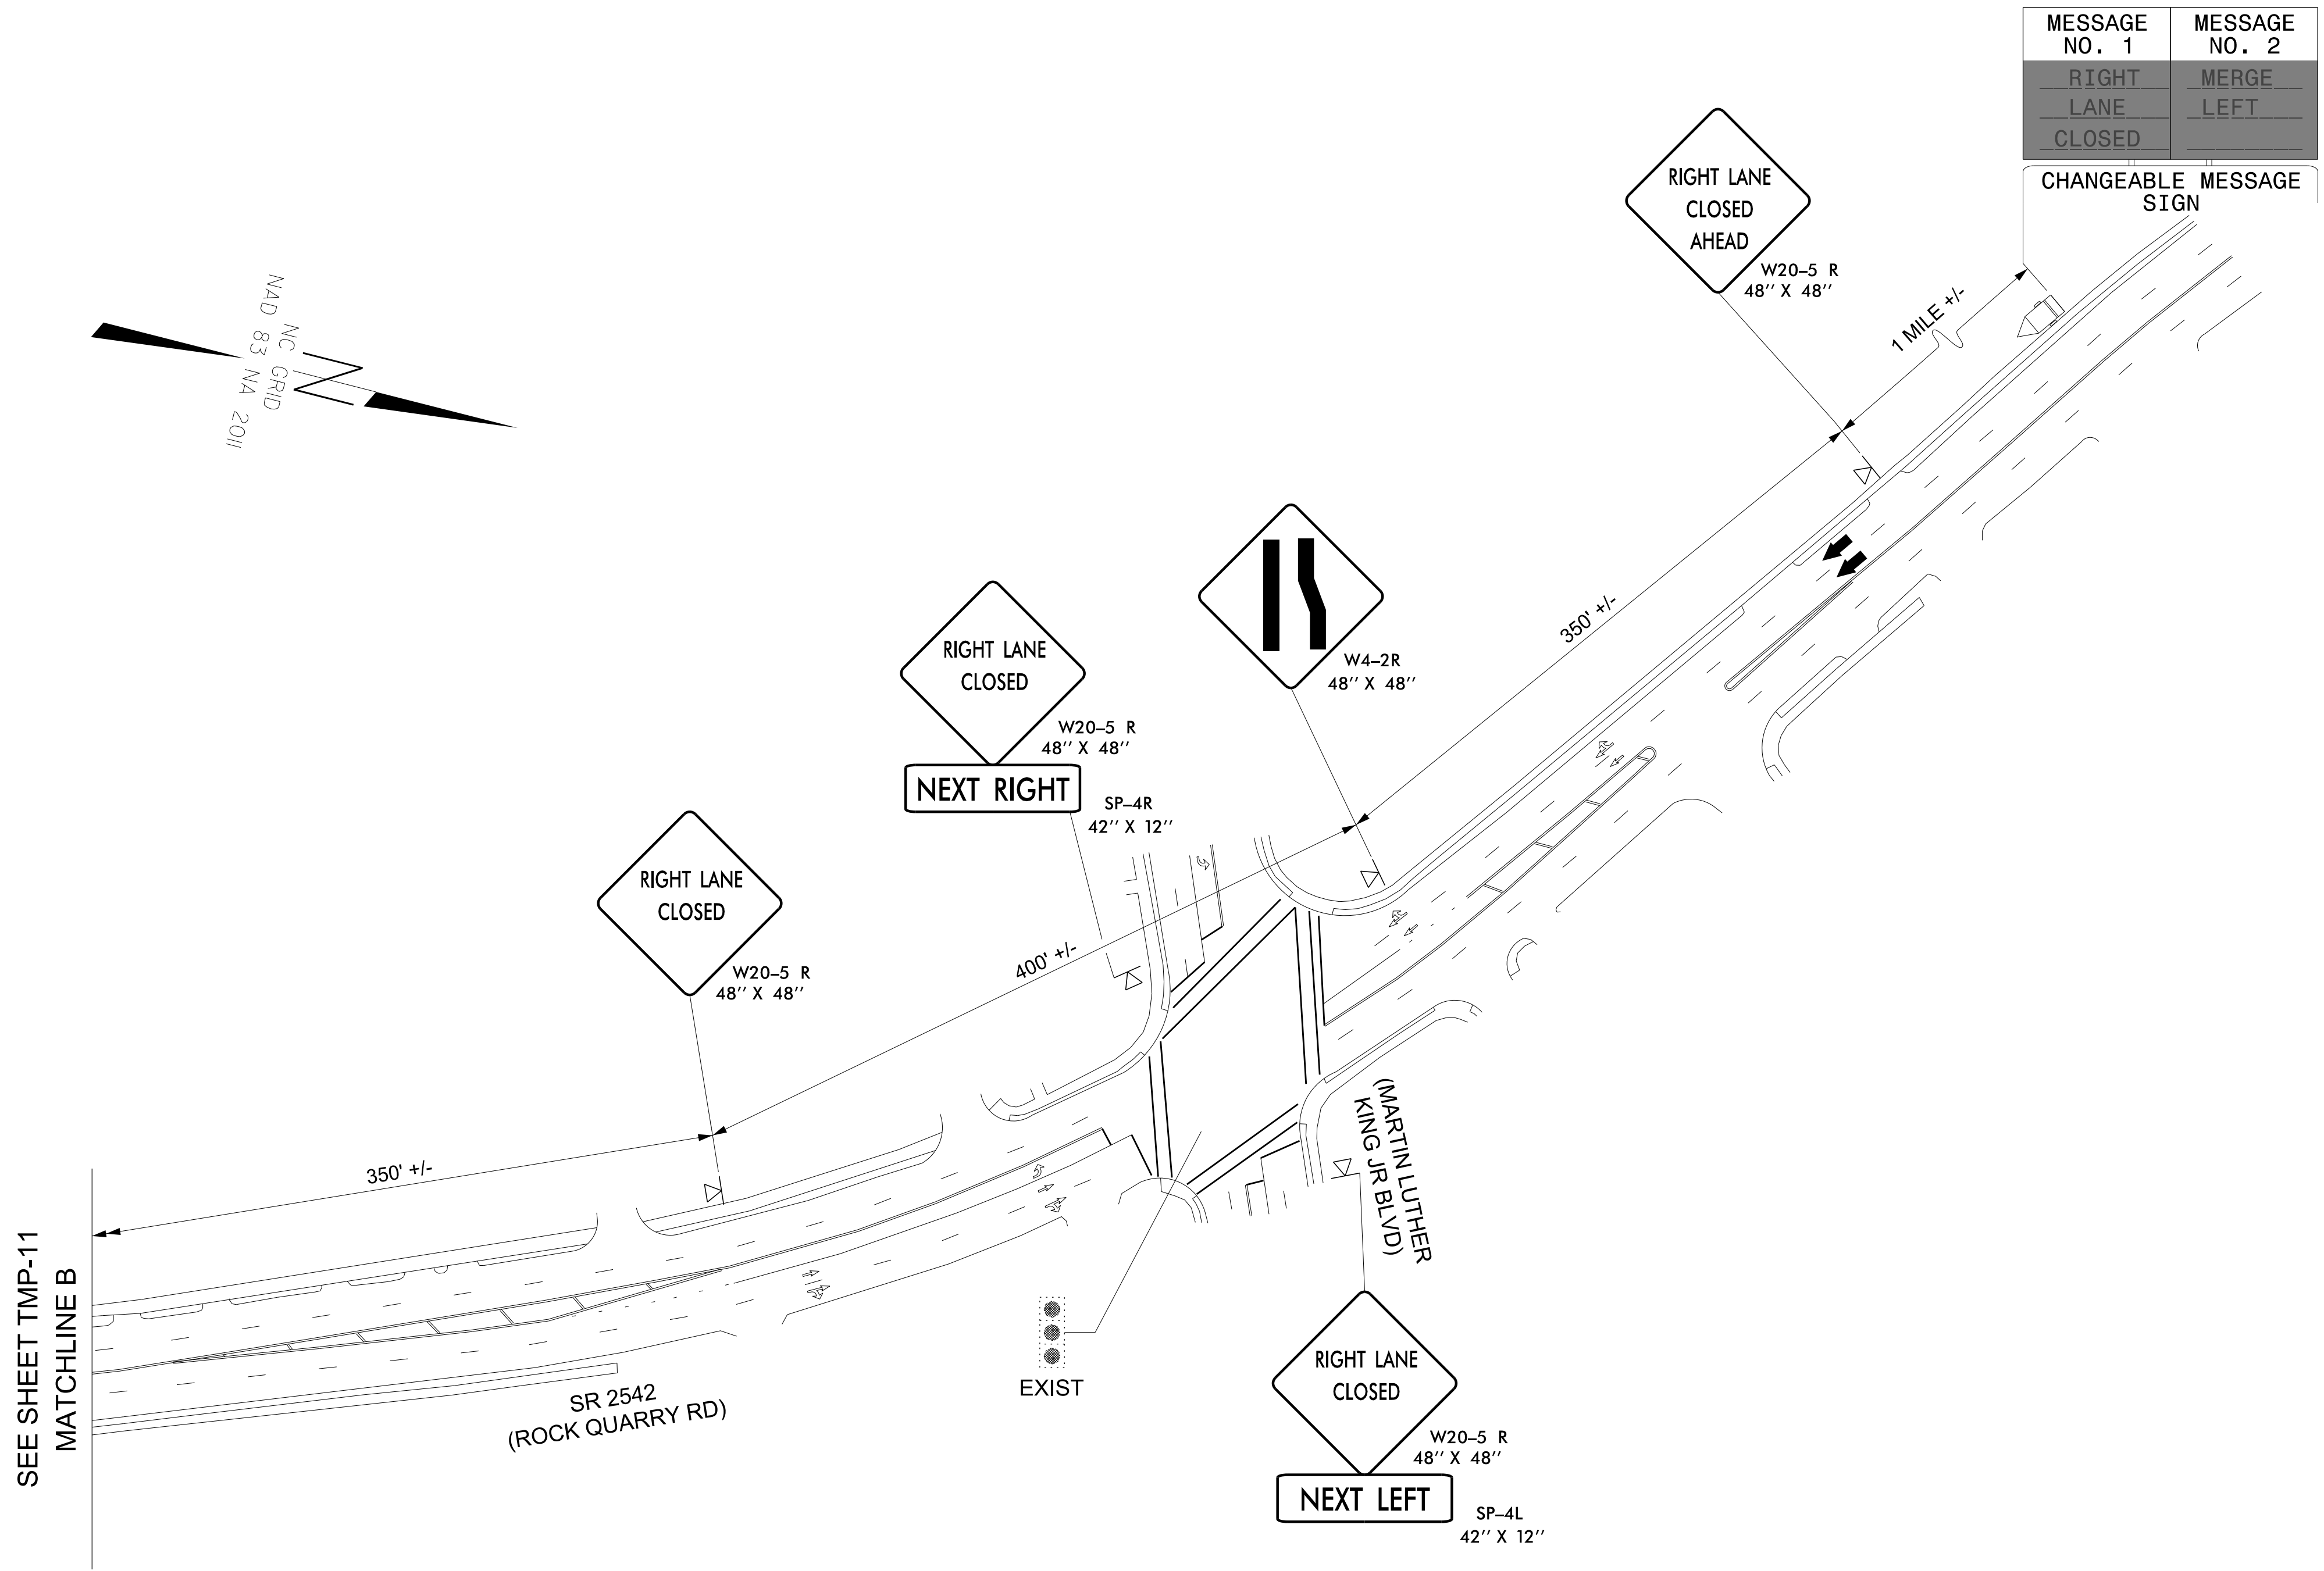 MESSAGE
NO. 1
MESSAGE
NO. 2
RIGHT
LANE
CLOSED
MERGE
LEFT
CHANGEABLE MESSAGE
SIGN
RIGHT LANE
CLOSED
AHEAD
W20-5 R
48'' X 48''
1 MILE +/-
NC GRID
NAD 83 NA 2011
350' +/-
W4-2R
48'' X 48''
RIGHT LANE
CLOSED
W20-5 R
48'' X 48''
NEXT RIGHT
SP-4R
42'' X 12''
RIGHT LANE
CLOSED
W20-5 R
48'' X 48''
400' +/-
350' +/-
(MARTIN LUTHER
KING JR BLVD)
SEE SHEET TMP-11
MATCHLINE B
SR 2542
(ROCK QUARRY RD)
EXIST
RIGHT LANE
CLOSED
W20-5 R
48'' X 48''
NEXT LEFT
SP-4L
42'' X 12''